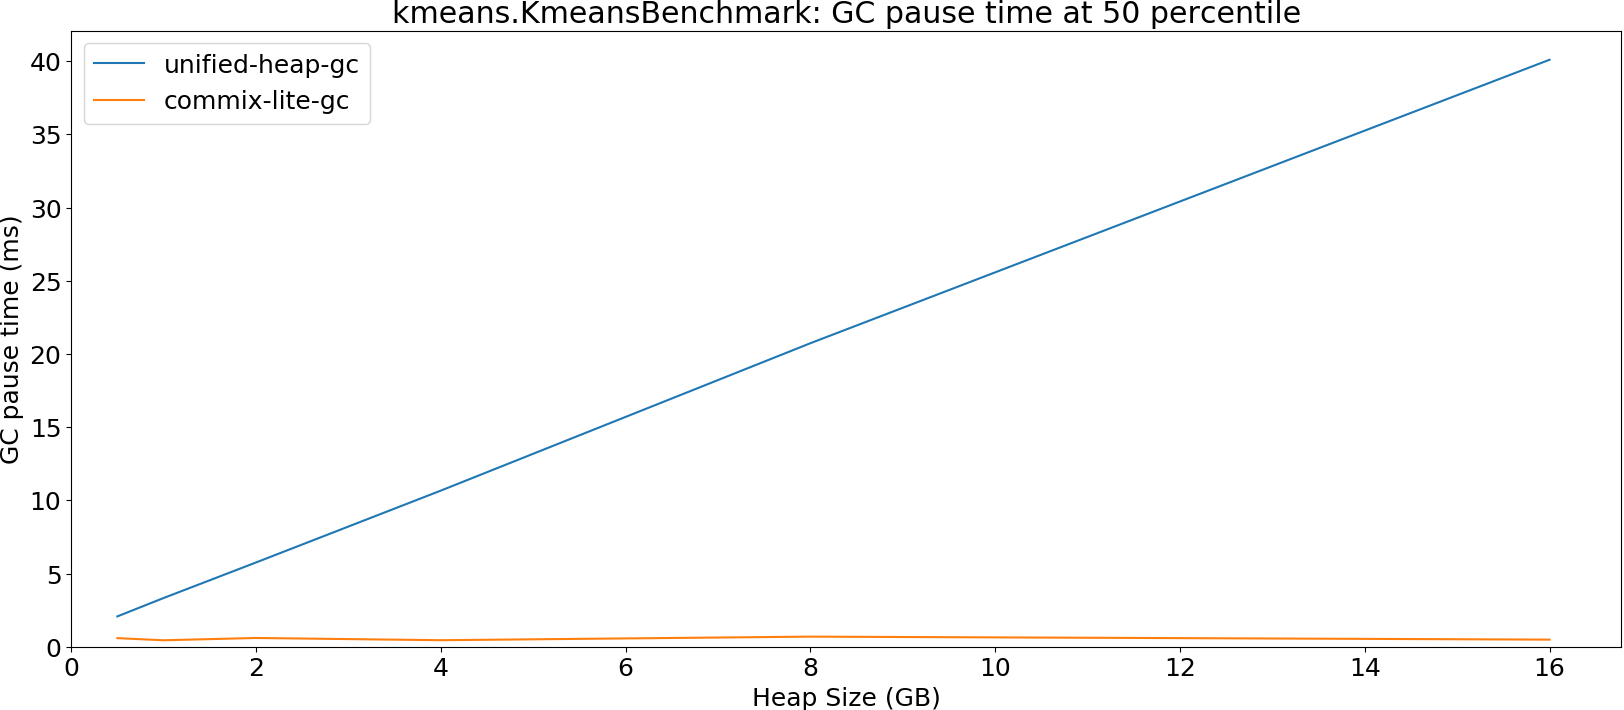 kmeans.KmeansBenchmark: GC pause time at 50 percentile
unified-heap-gc
commix-lite-gc
GC pause time (ms)
40
35
30
25
20
15
10
5
0
0 2 4 6 8 10 12 14 16
Heap Size (GB)